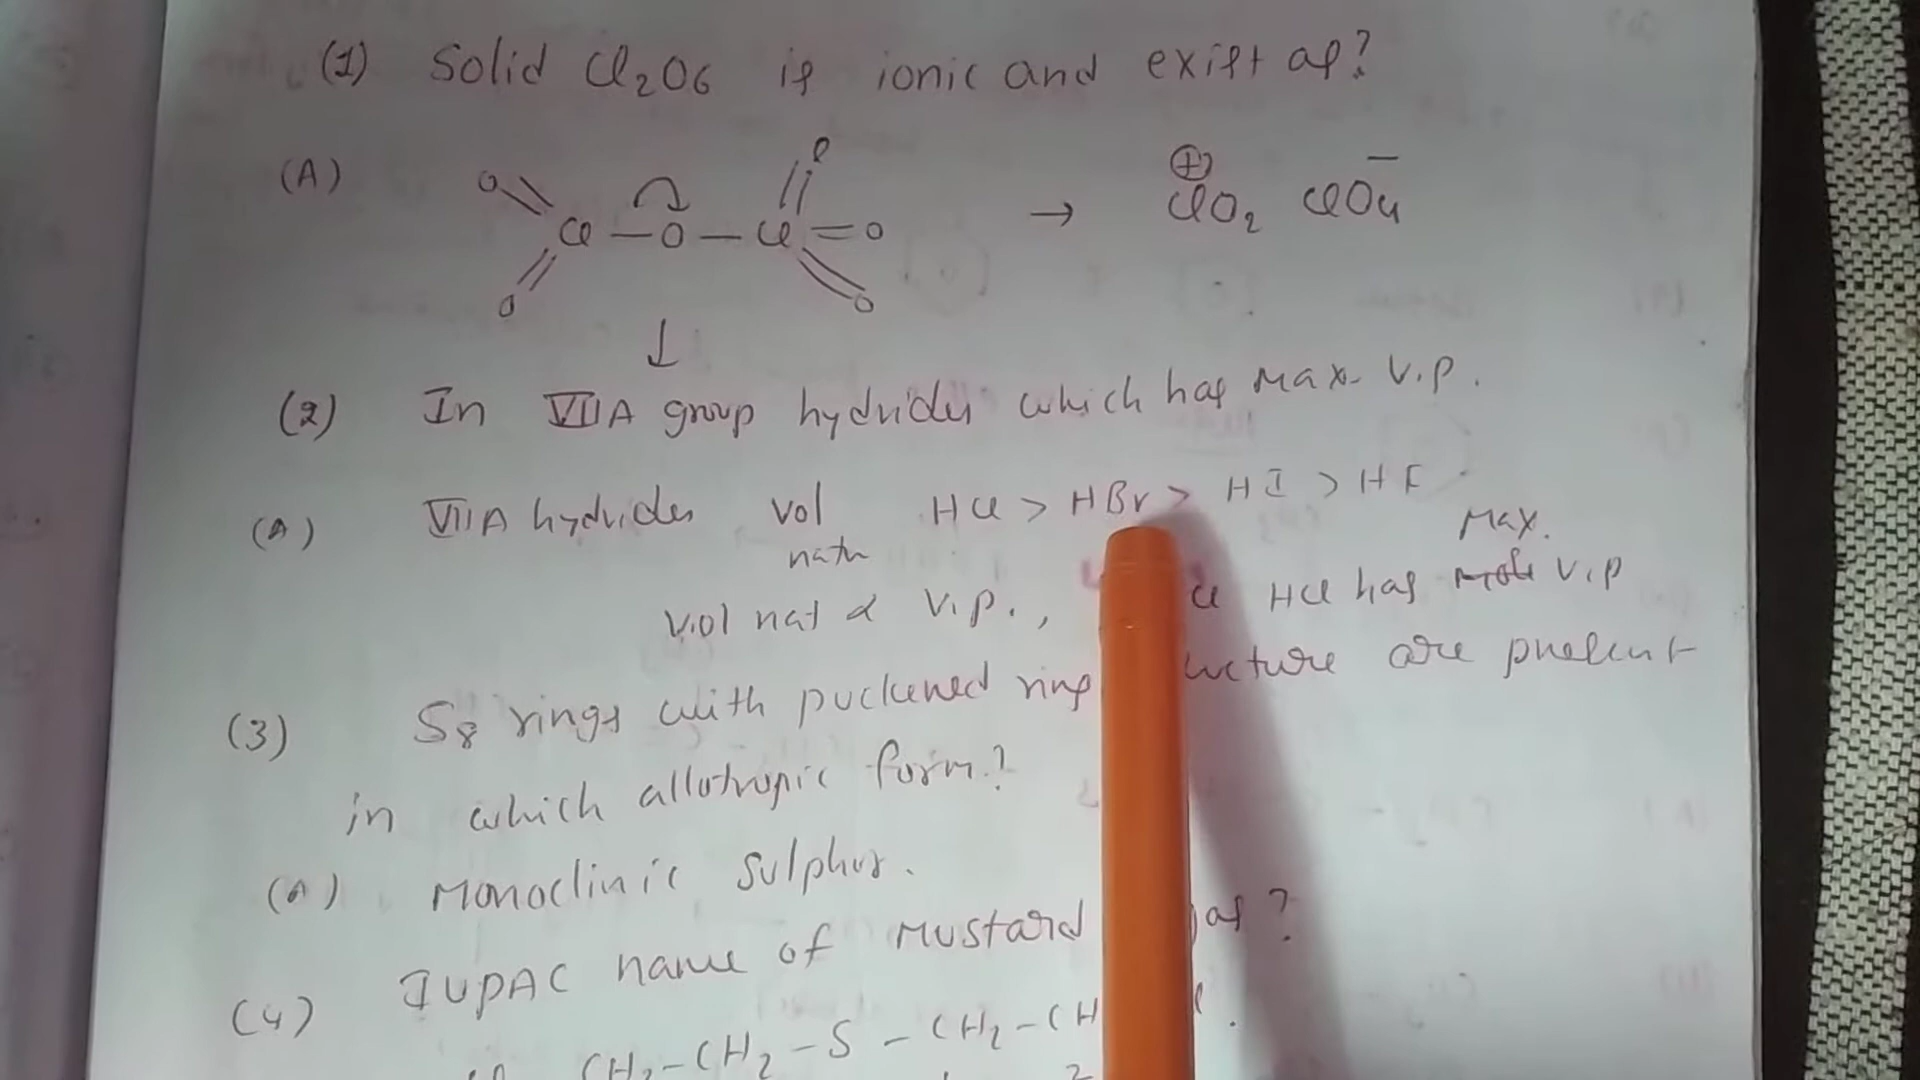 (1) Solid Cl2O6 is ionic and exist as?
(A) O Cl - O - Cl = O O O O → ⊕ClO2 ClO4−
↓
(2) In VIIA group hydrides which has Max. V.P.
(A) VIIA hydrides vol natu HCl > HBr > HI > HF
Vol nat α V.P., HCl has Max. V.P
(3) S8 rings with puckered ring are present
in which allotropic form?
(A) Monoclinic Sulphur.
(4) IUPAC name of Mustard ?
CH2-CH2-S-CH2-CH